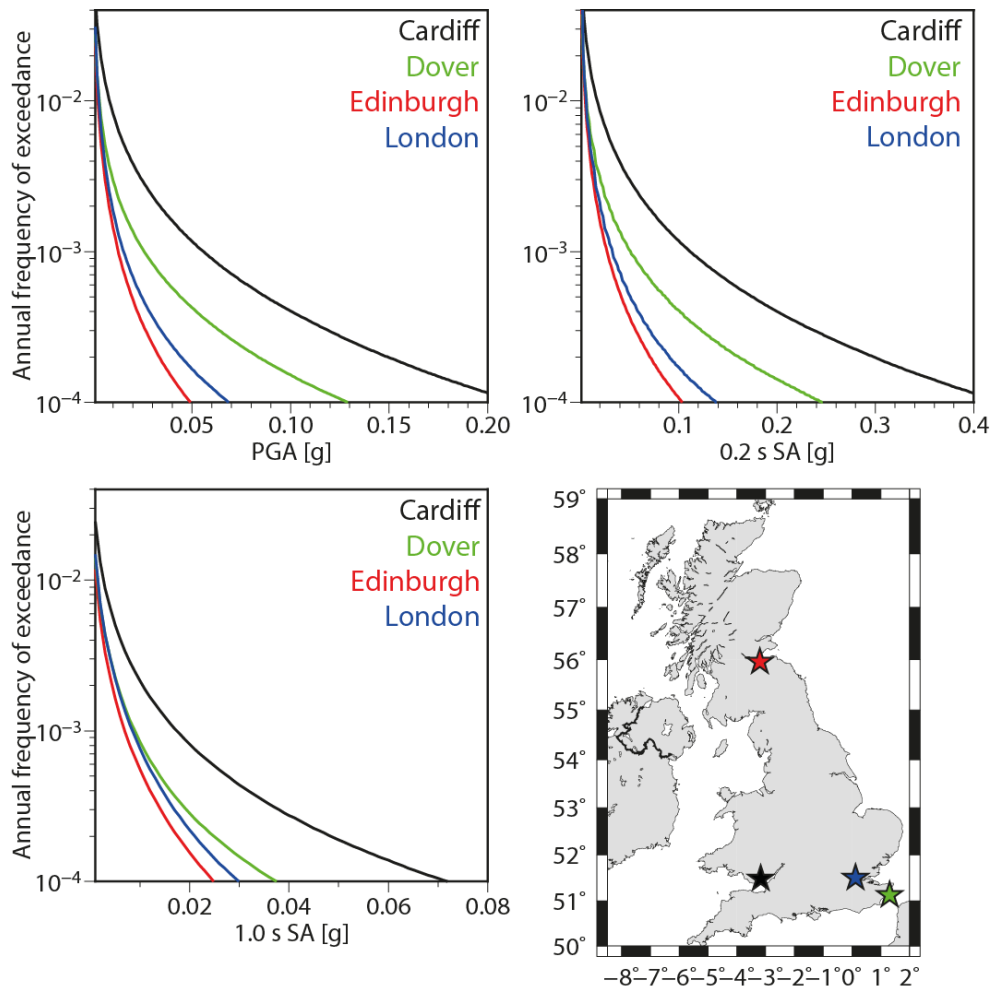 Annual frequency of exceedance
10⁻²
10⁻³
10⁻⁴
Cardiff
Dover
Edinburgh
London
0.05 0.10 0.15 0.20
PGA [g]
10⁻²
10⁻³
10⁻⁴
Cardiff
Dover
Edinburgh
London
0.1 0.2 0.3 0.4
0.2 s SA [g]
Annual frequency of exceedance
10⁻²
10⁻³
10⁻⁴
Cardiff
Dover
Edinburgh
London
0.02 0.04 0.06 0.08
1.0 s SA [g]
59°
58°
57°
56°
55°
54°
53°
52°
51°
50°
−8°−7°−6°−5°−4°−3°−2°−1° 0° 1° 2°